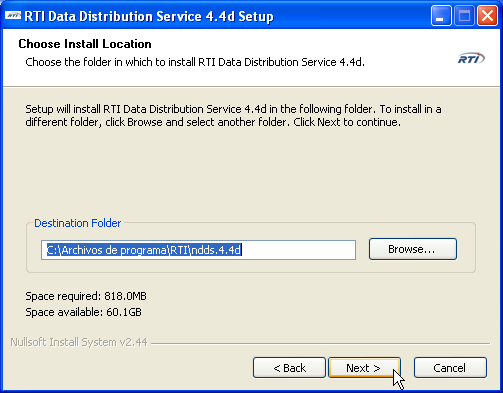 RTI RTI Data Distribution Service 4.4d Setup
Choose Install Location
Choose the folder in which to install RTI Data Distribution Service 4.4d.
RTI
Setup will install RTI Data Distribution Service 4.4d in the following folder. To install in a
different folder, click Browse and select another folder. Click Next to continue.
Destination Folder
C:\Archivos de programa\RTI\ndds.4.4d
Browse...
Space required: 818.0MB
Space available: 60.1GB
Nullsoft Install System v2.44
< Back
Next >
Cancel